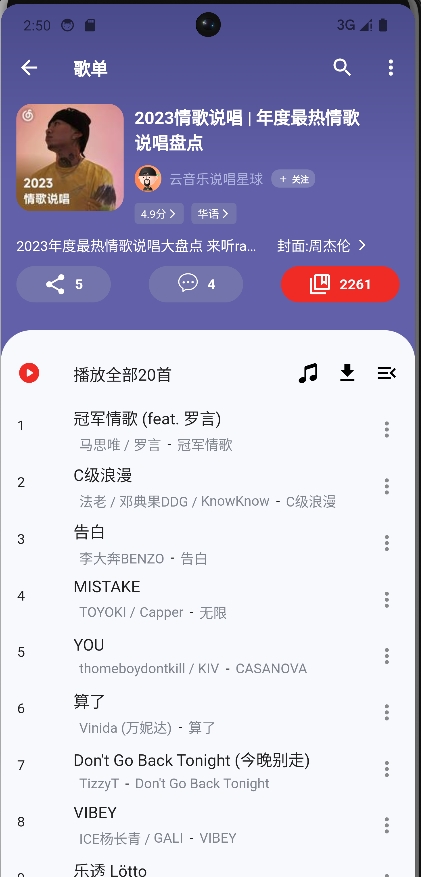 2:50
3G
歌单
2023情歌说唱 | 年度最热情歌
说唱盘点
2023
情歌说唱
云音乐说唱星球
+ 关注
4.9分
华语
2023年度最热情歌说唱大盘点 来听ra...
封面:周杰伦
5
4
2261
播放全部20首
1
冠军情歌 (feat. 罗言)
马思唯 / 罗言 - 冠军情歌
2
C级浪漫
法老 / 邓典果DDG / KnowKnow - C级浪漫
3
告白
李大奔BENZO - 告白
4
MISTAKE
TOYOKI / Capper - 无限
5
YOU
thomeboydontkill / KIV - CASANOVA
6
算了
Vinida (万妮达) - 算了
7
Don't Go Back Tonight (今晚别走)
TizzyT - Don't Go Back Tonight
8
VIBEY
ICE杨长青 / GALI - VIBEY
9
乐透 Lötto